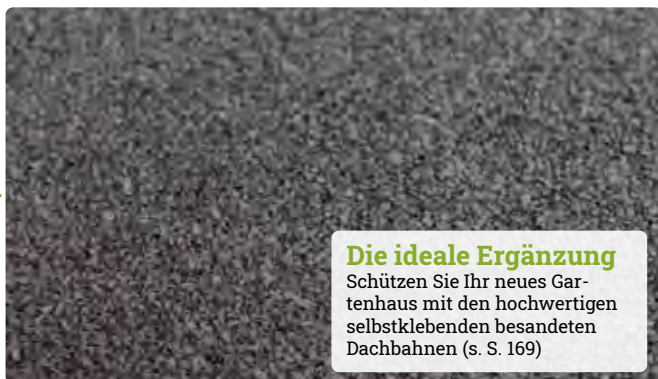 Die ideale Ergänzung
Schützen Sie Ihr neues Gar-
tenhaus mit den hochwertigen
selbstklebenden besandeten
Dachbahnen (s. S. 169)